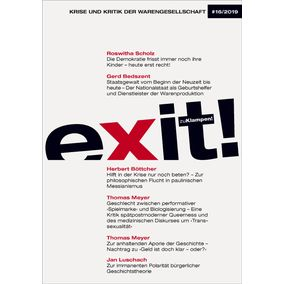 KRISE UND KRITIK DER WARENGESELLSCHAFT #16/2019
Roswitha Scholz
Die Demokratie frisst immer noch ihre
Kinder – heute erst recht!
Gerd Bedszent
Staatsgewalt vom Beginn der Neuzeit bis
heute – Der Nationalstaat als Geburtshelfer
und Dienstleister der Warenproduktion
zuKlampen!
exit!
Herbert Böttcher
Hilft in der Krise nur noch beten? – Zur
philosophischen Flucht in paulinischen
Messianismus
Thomas Meyer
Geschlecht zwischen performativer
›Spielmarke‹ und Biologisierung – Eine
Kritik spätpostmoderner Queerness und
des medizinischen Diskurses um ›Trans-
sexualität‹
Thomas Meyer
Zur anhaltenden Aporie der Geschichte –
Nachtrag zu ›Geld ist doch klar – oder?‹
Jan Luschach
Zur immanenten Polarität bürgerlicher
Geschichtstheorie